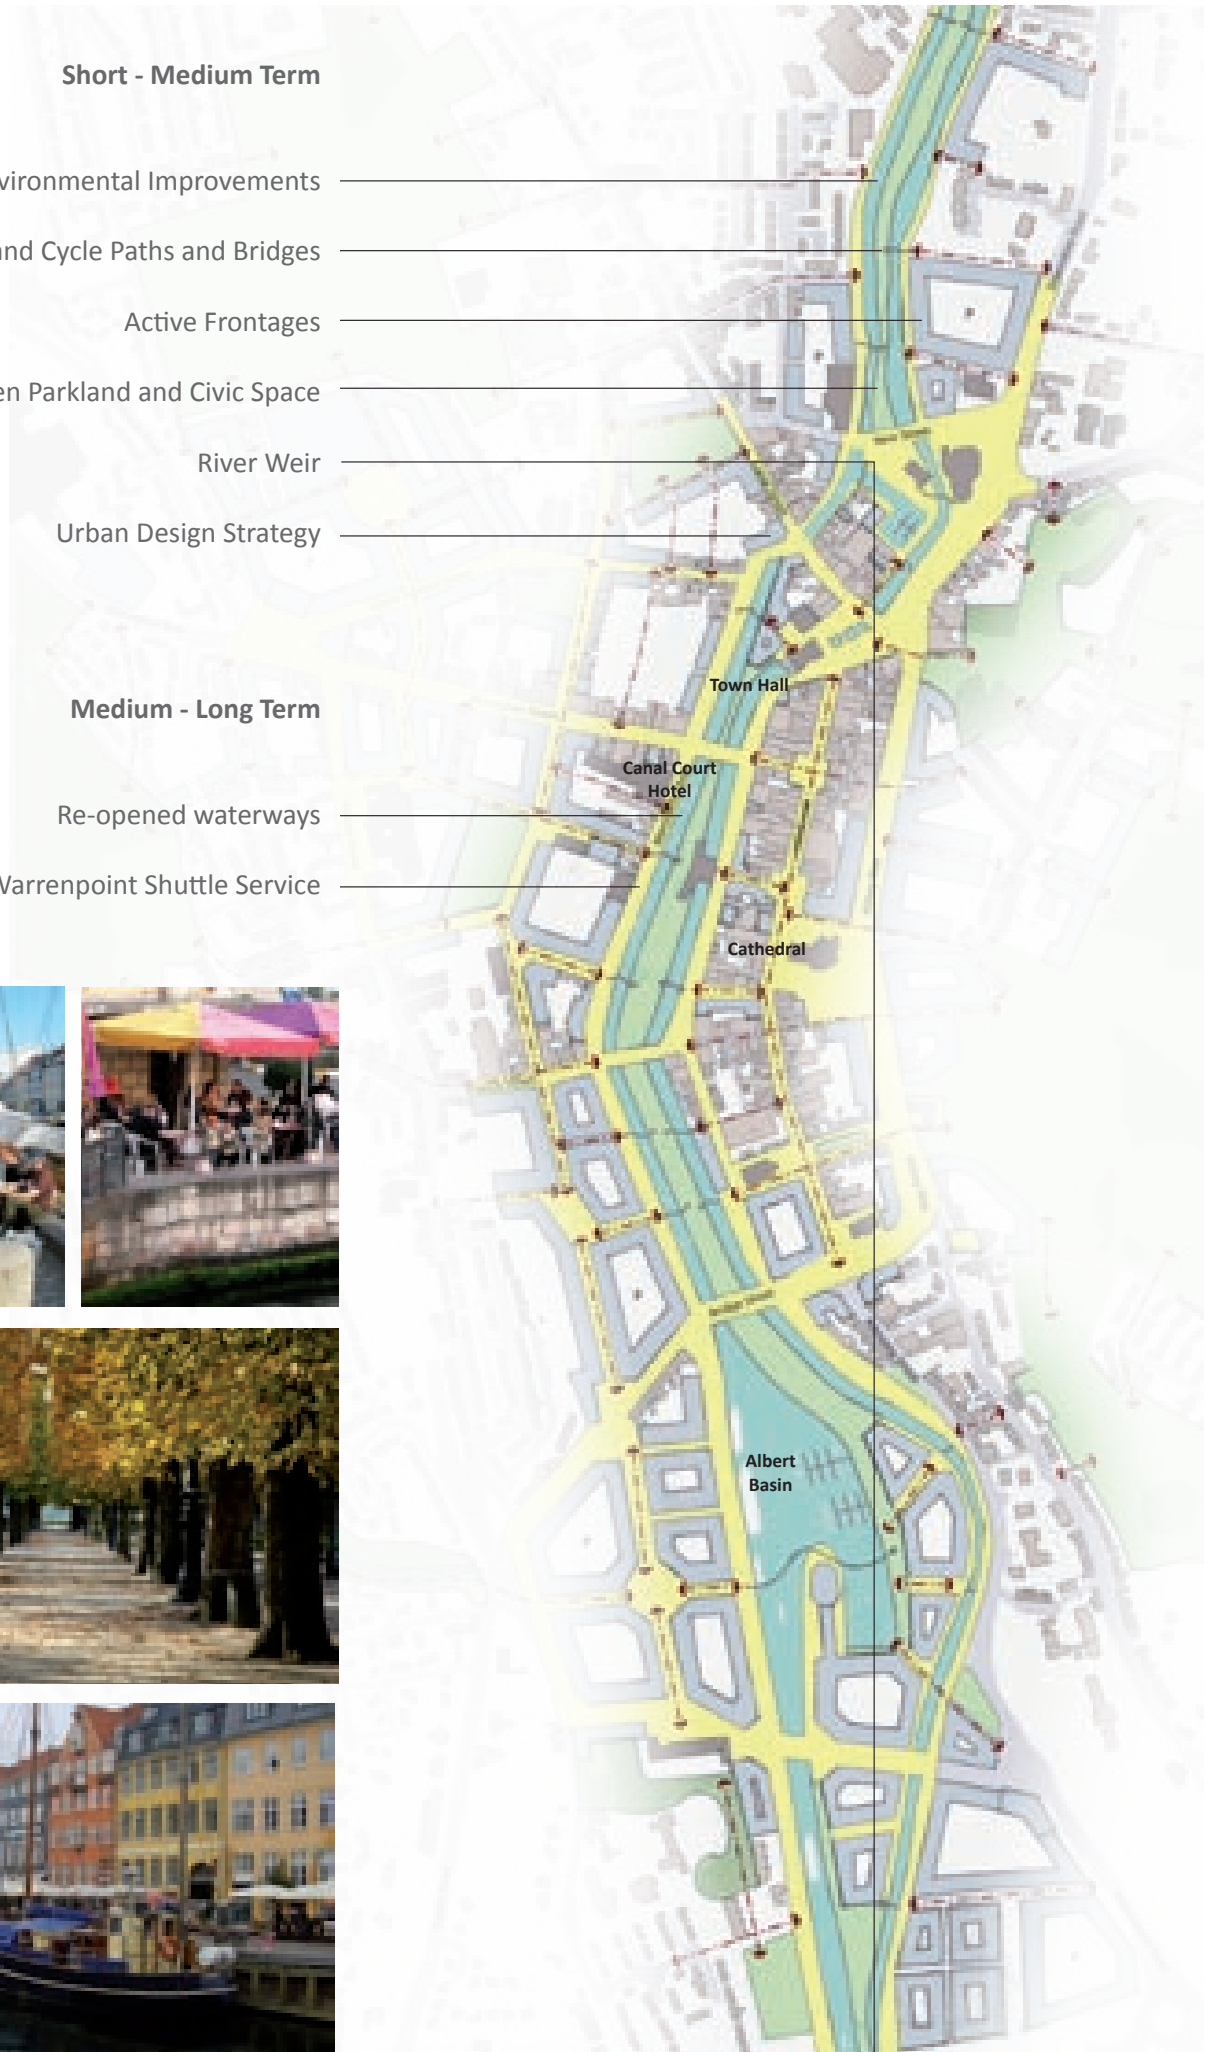 Short - Medium Term
vironmental Improvements
and Cycle Paths and Bridges
Active Frontages
en Parkland and Civic Space
River Weir
Urban Design Strategy
Town Hall
Medium - Long Term
Canal Court
Hotel
Re-opened waterways
Warrenpoint Shuttle Service
Cathedral
Albert
Basin